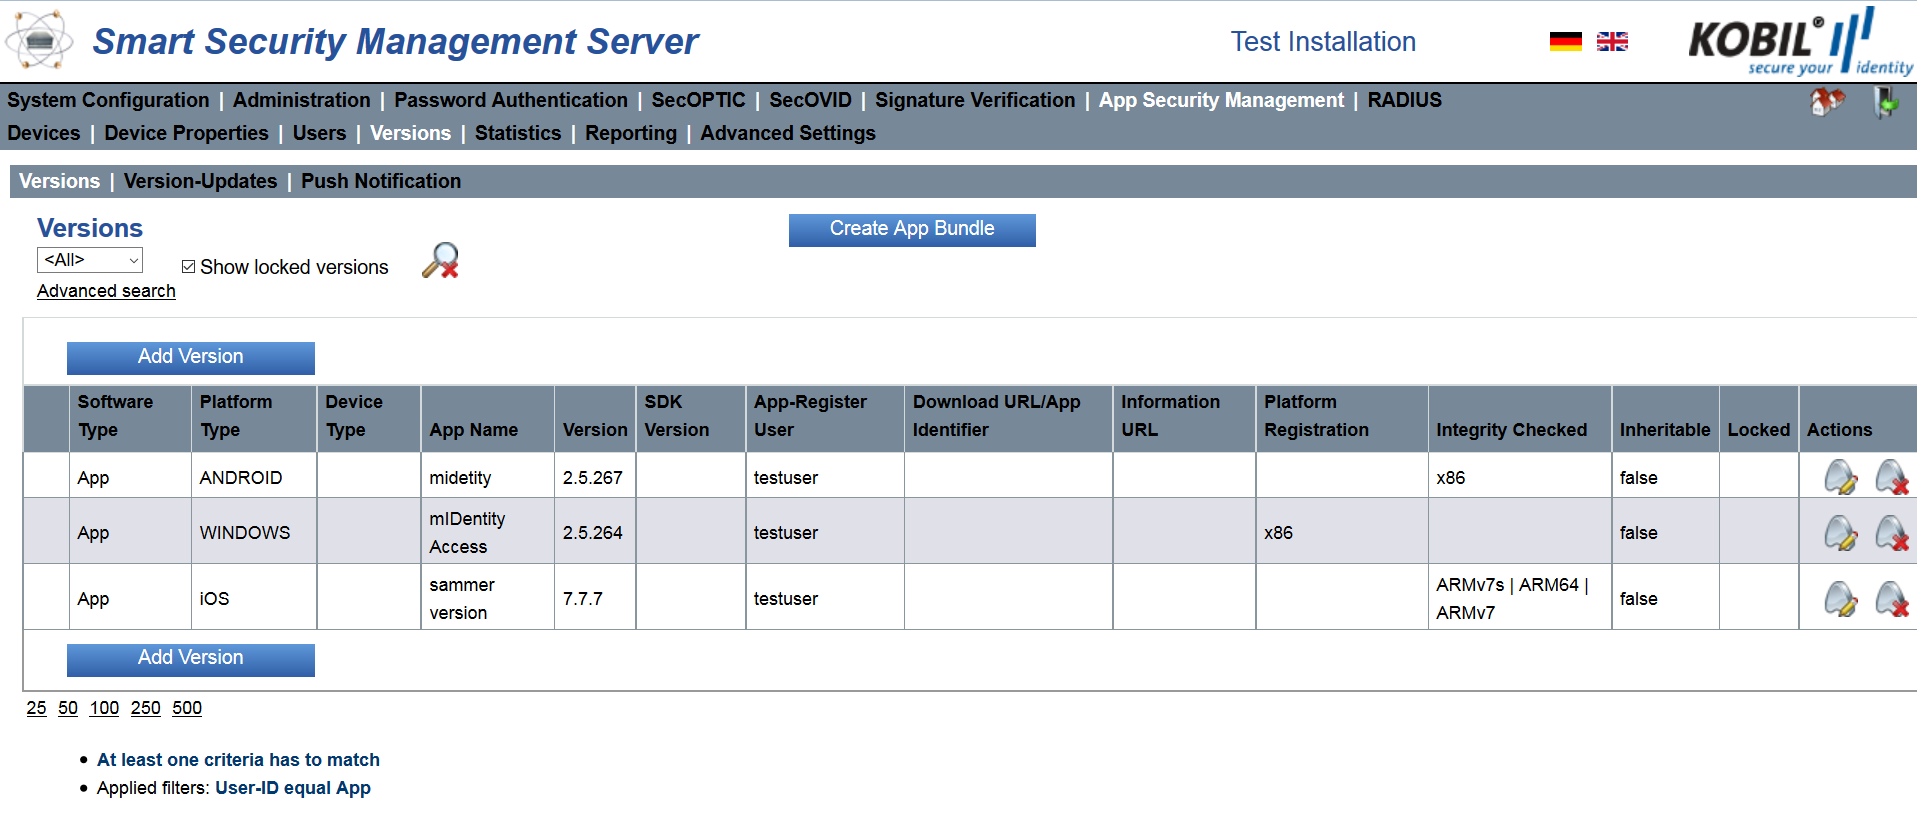 Smart Security Management Server
Test Installation
KOBIL®
secure your identity
System Configuration | Administration | Password Authentication | SecOPTIC | SecOVID | Signature Verification | App Security Management | RADIUS
Devices | Device Properties | Users | Versions | Statistics | Reporting | Advanced Settings
Versions | Version-Updates | Push Notification
Versions
Create App Bundle
<All>
Show locked versions
Advanced search
Add Version
Software Type
Platform Type
Device Type
App Name
Version
SDK Version
App-Register User
Download URL/App Identifier
Information URL
Platform Registration
Integrity Checked
Inheritable
Locked
Actions
App ANDROID midetity 2.5.267 testuser x86 false
App WINDOWS mIDentity Access 2.5.264 testuser x86 false
App iOS sammer version 7.7.7 testuser ARMv7s | ARM64 | ARMv7 false
Add Version
25 50 100 250 500
At least one criteria has to match
Applied filters: User-ID equal App